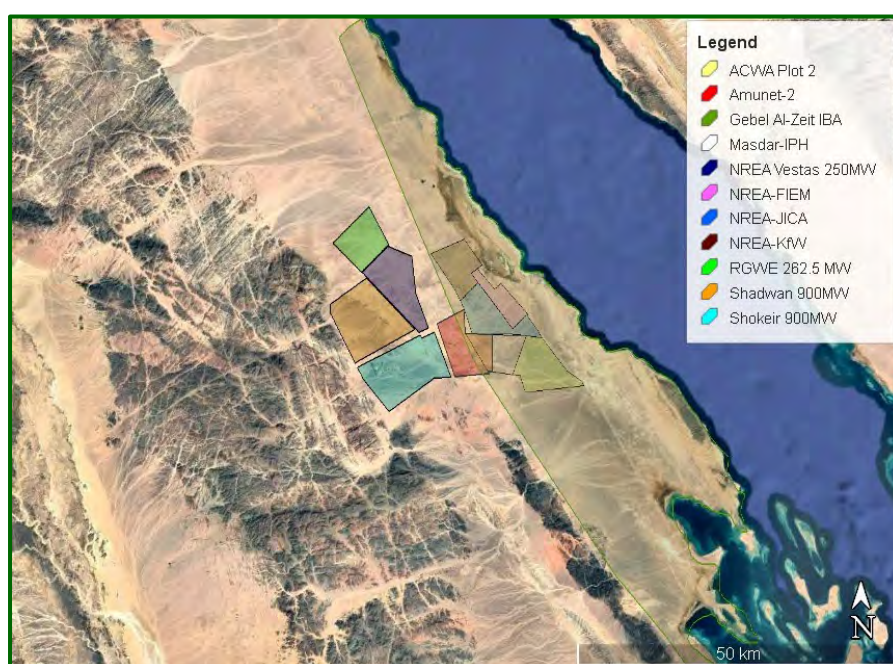 Legend
ACWA Plot 2
Amunet-2
Gebel Al-Zeit IBA
Masdar-IPH
NREA Vestas 250MW
NREA-FIEM
NREA-JICA
NREA-KfW
RGWE 262.5 MW
Shadwan 900MW
Shokeir 900MW
N
50 km